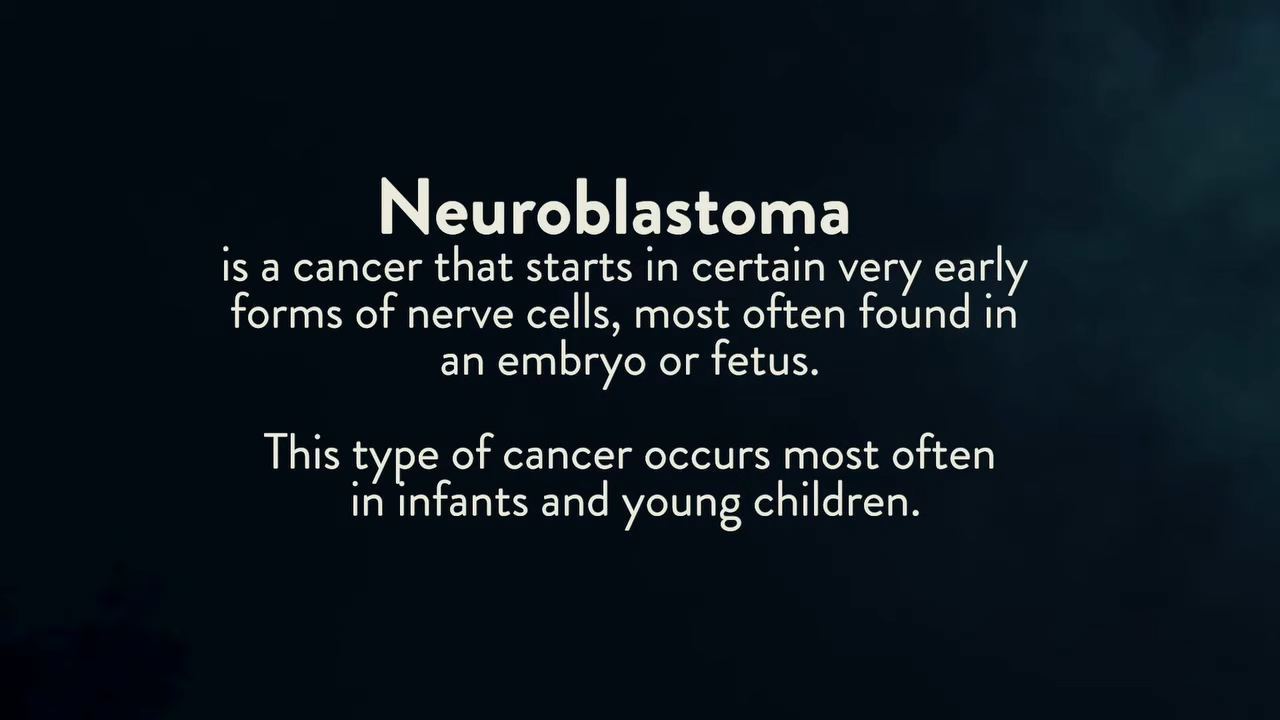 Neuroblastoma
is a cancer that starts in certain very early
forms of nerve cells, most often found in
an embryo or fetus.
This type of cancer occurs most often
in infants and young children.